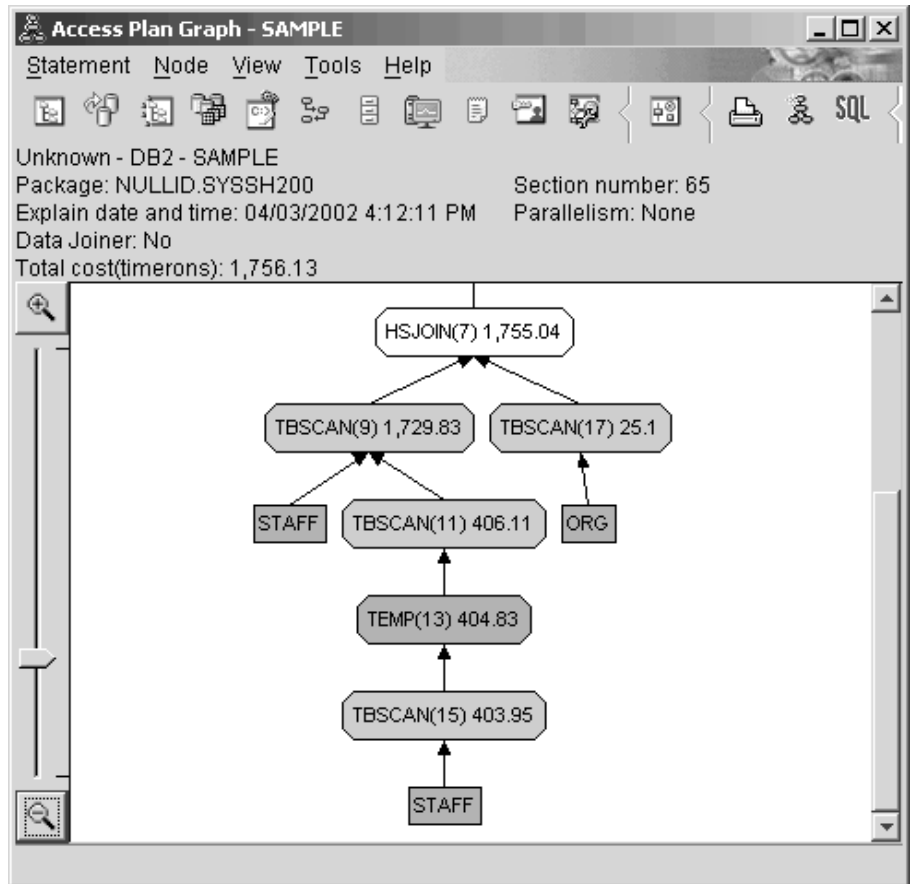 Access Plan Graph - SAMPLE
Statement Node View Tools Help
SQL
Unknown - DB2 - SAMPLE
Package: NULLID.SYSSH200 Section number: 65
Explain date and time: 04/03/2002 4:12:11 PM Parallelism: None
Data Joiner: No
Total cost(timerons): 1,756.13
HSJOIN(7) 1,755.04
TBSCAN(9) 1,729.83 TBSCAN(17) 25.1
STAFF TBSCAN(11) 406.11 ORG
TEMP(13) 404.83
TBSCAN(15) 403.95
STAFF